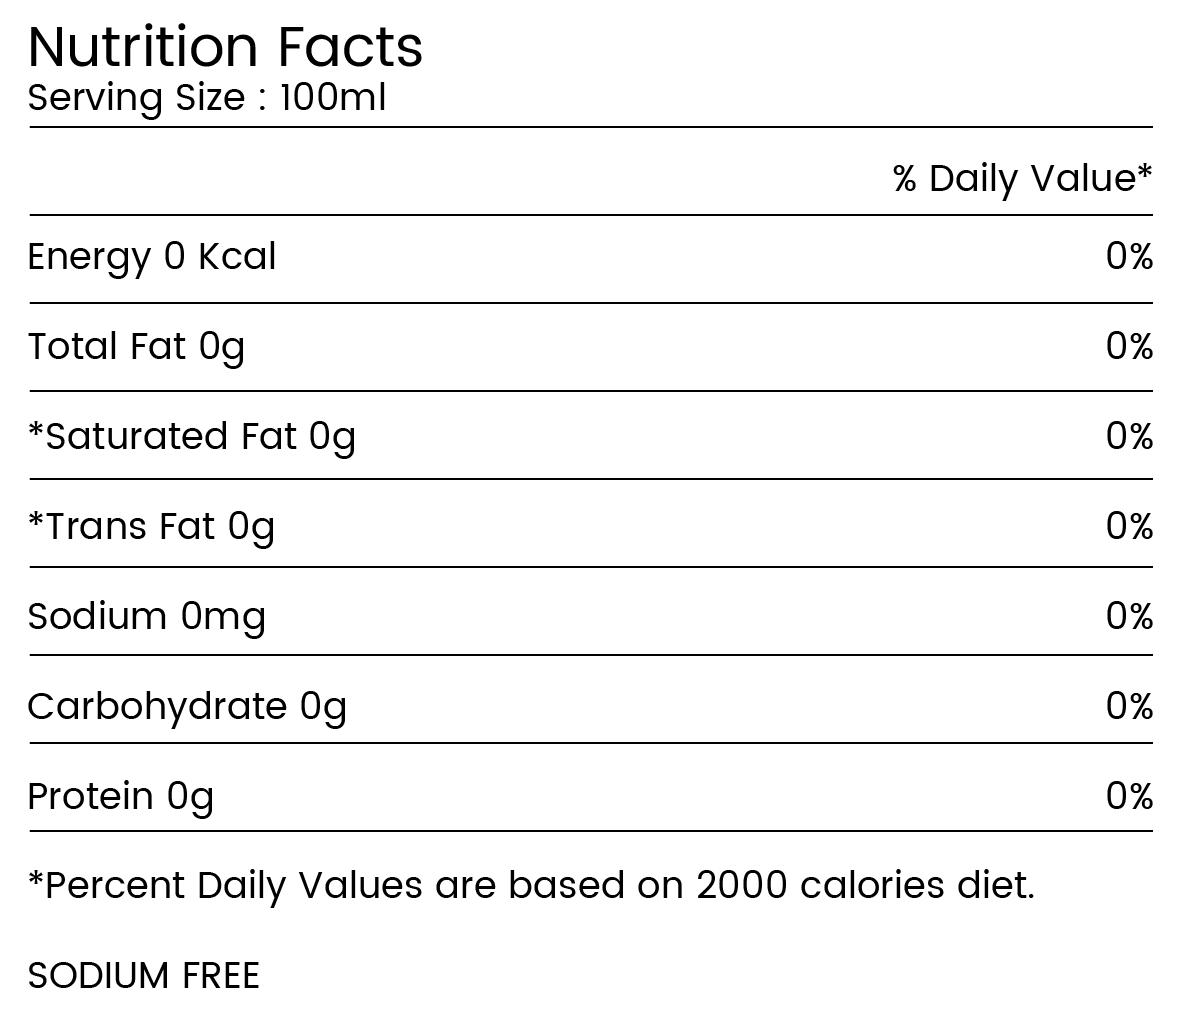 Nutrition Facts
Serving Size : 100ml
% Daily Value*
Energy 0 Kcal 0%
Total Fat 0g 0%
*Saturated Fat 0g 0%
*Trans Fat 0g 0%
Sodium 0mg 0%
Carbohydrate 0g 0%
Protein 0g 0%
*Percent Daily Values are based on 2000 calories diet.
SODIUM FREE